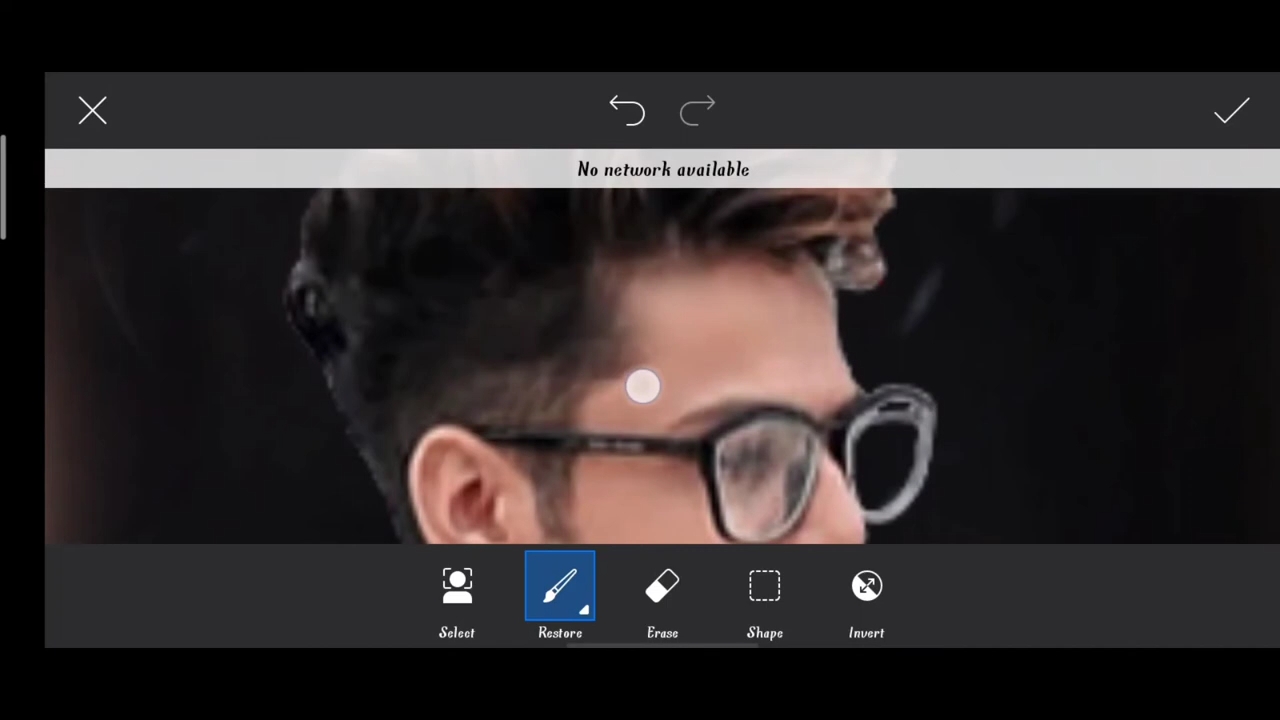 No network available
Select
Restore
Erase
Shape
Invert